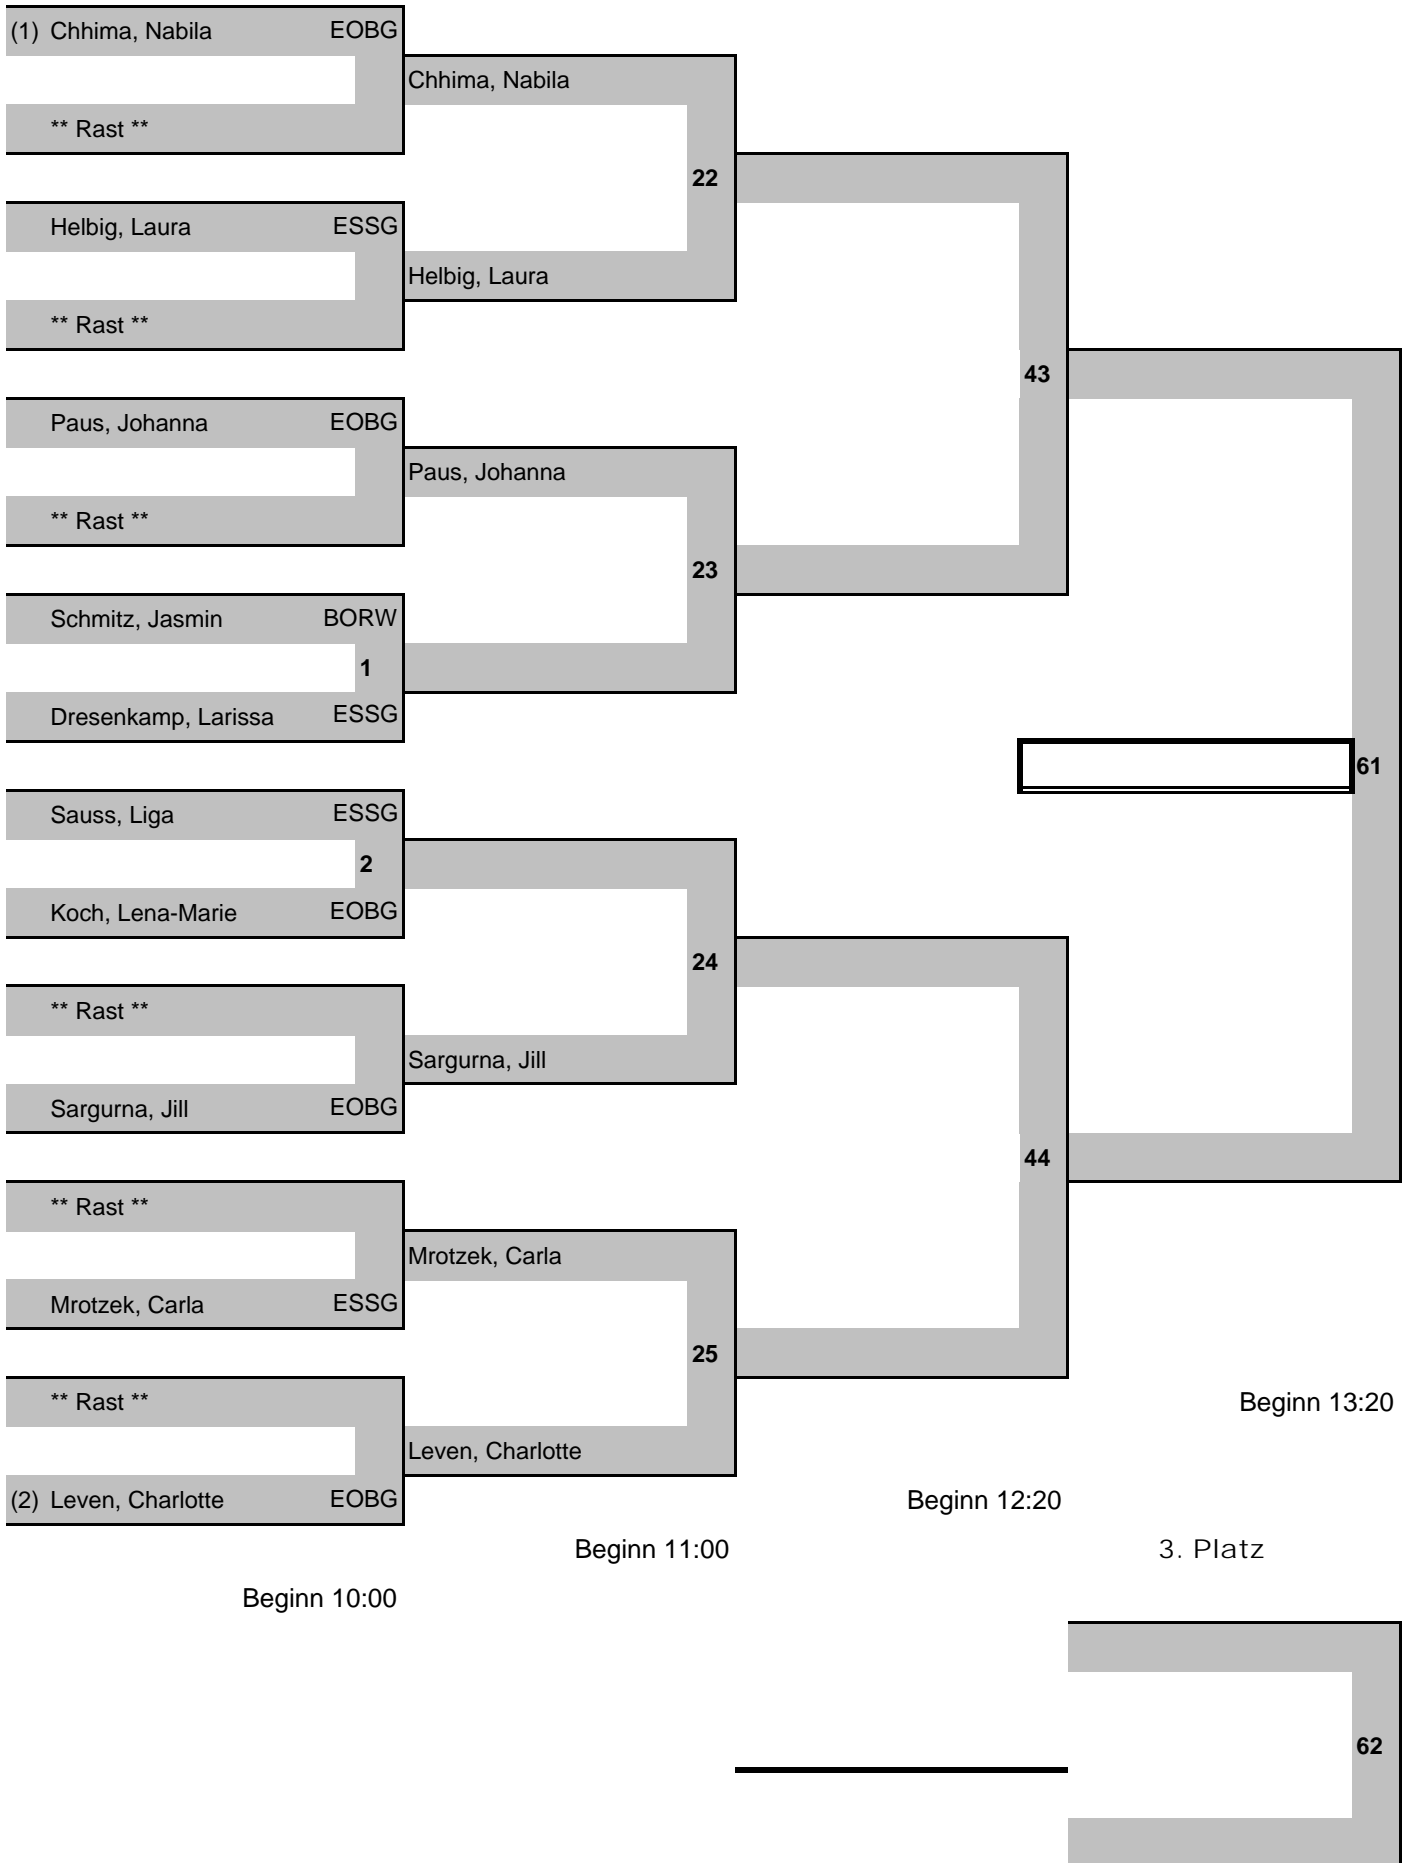 (1) Chhima, Nabila EOBG
Chhima, Nabila
** Rast **
22
Helbig, Laura ESSG
Helbig, Laura
** Rast **
43
Paus, Johanna EOBG
Paus, Johanna
** Rast **
23
Schmitz, Jasmin BORW
1
Dresenkamp, Larissa ESSG
61
Sauss, Liga ESSG
2
Koch, Lena-Marie EOBG
24
** Rast **
Sargurna, Jill
Sargurna, Jill EOBG
44
** Rast **
Mrotzek, Carla
Mrotzek, Carla ESSG
25
** Rast **
Beginn 13:20
Leven, Charlotte
(2) Leven, Charlotte EOBG
Beginn 12:20
Beginn 11:00
3. Platz
Beginn 10:00
62